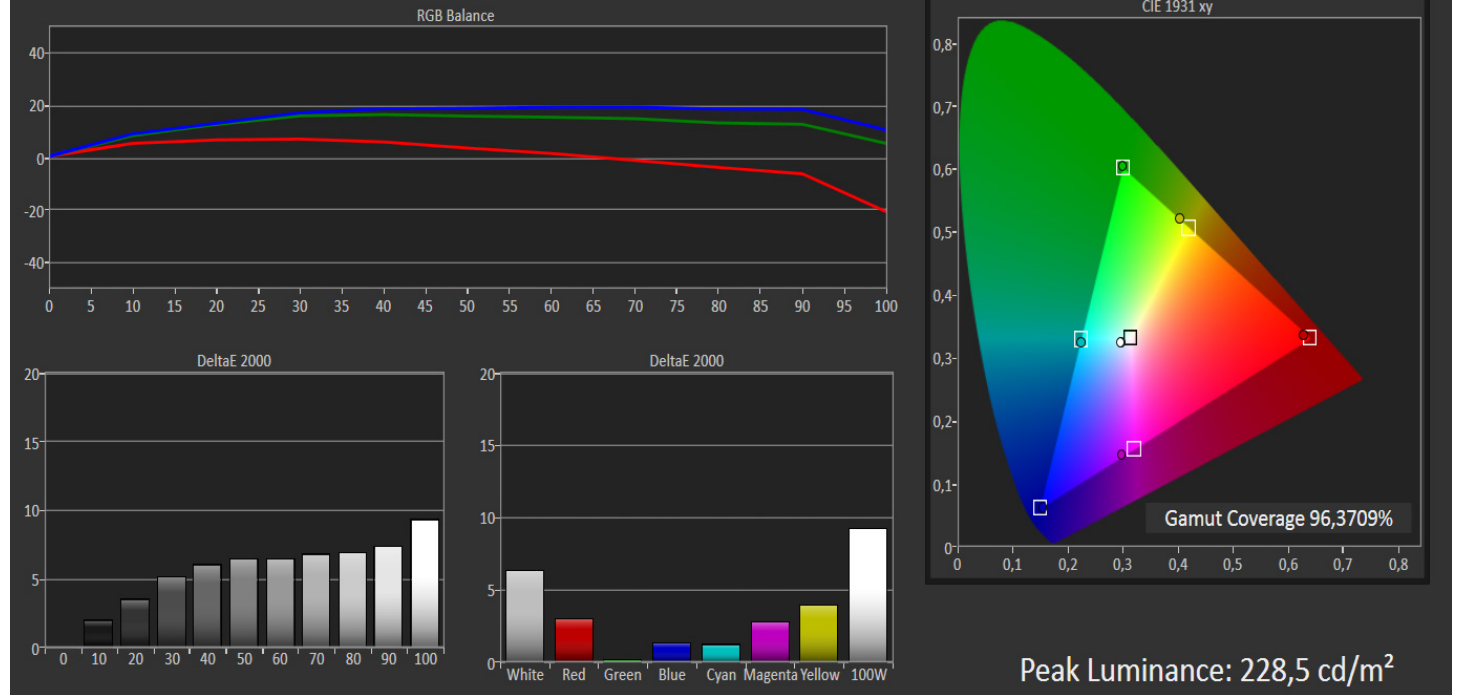 RGB Balance
40
20
0
-20
-40
0 5 10 15 20 25 30 35 40 45 50 55 60 65 70 75 80 85 90 95 100
DeltaE 2000
20
15
10
5
0
0 10 20 30 40 50 60 70 80 90 100
DeltaE 2000
20
15
10
5
0
White Red Green Blue Cyan Magenta Yellow 100W
CIE 1931 xy
0,8
0,7
0,6
0,5
0,4
0,3
0,2
0,1
0
Gamut Coverage 96,3709%
0 0,1 0,2 0,3 0,4 0,5 0,6 0,7 0,8
Peak Luminance: 228,5 cd/m²